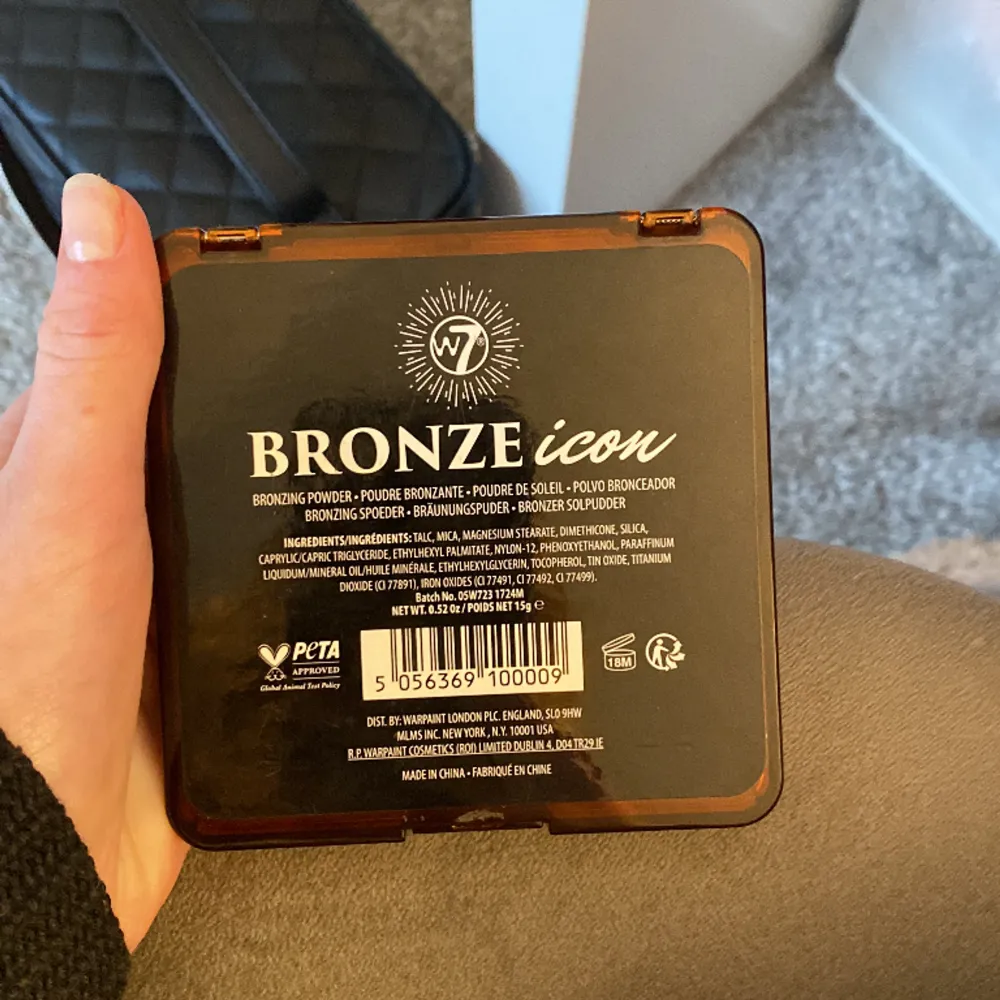 W7®
BRONZE icon
BRONZING POWDER • POUDRE BRONZANTE • POUDRE DE SOLEIL • POLVO BRONCEADOR
BRONZING SPOEDER • BRÄUNUNGSPUDER • BRONZER SOLPUDDER
INGREDIENTS/INGRÉDIENTS: TALC, MICA, MAGNESIUM STEARATE, DIMETHICONE, SILICA,
CAPRYLIC/CAPRIC TRIGLYCERIDE, ETHYLHEXYL PALMITATE, NYLON-12, PHENOXYETHANOL, PARAFFINUM
LIQUIDUM/MINERAL OIL/HUILE MINÉRALE, ETHYLHEXYLGLYCERIN, TOCOPHEROL, TIN OXIDE, TITANIUM
DIOXIDE (CI 77891), IRON OXIDES (CI 77491, CI 77492, CI 77499).
Batch No. 05W723 1724M
NET WT. 0.52 Oz / POIDS NET 15g ℮
PETA
APPROVED
Global Animal Test Policy
5 056369 100009
18M
DIST. BY: WARPAINT LONDON PLC. ENGLAND, SL0 9HW
MLMS INC. NEW YORK, N.Y. 10001 USA
R.P. WARPAINT COSMETICS (ROI) LIMITED DUBLIN 4, D04 TR29 IE
MADE IN CHINA • FABRIQUÉ EN CHINE